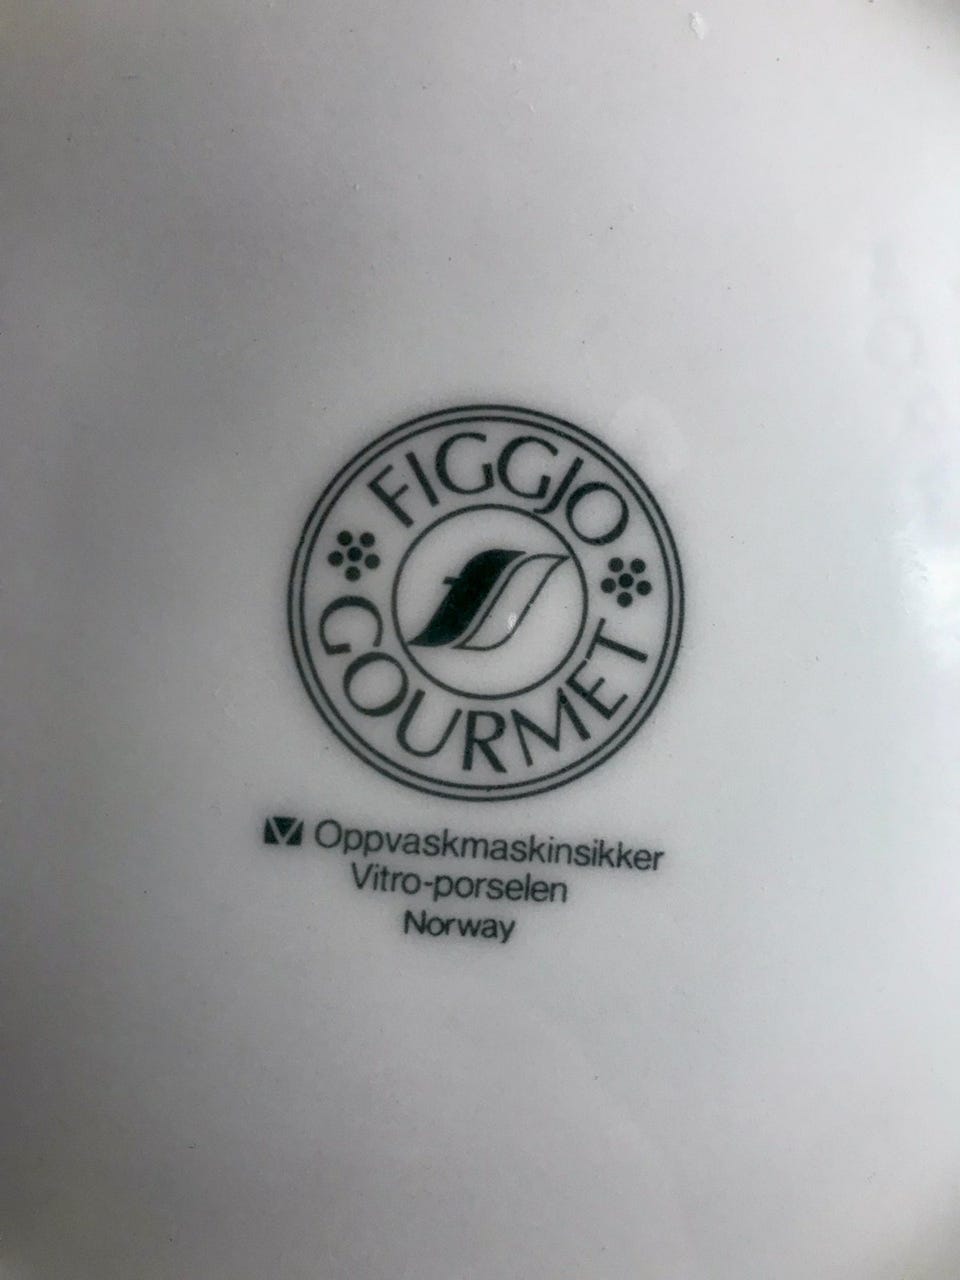 FIGGJO
GOURMET
Oppvaskmaskinsikker
Vitro-porselen
Norway